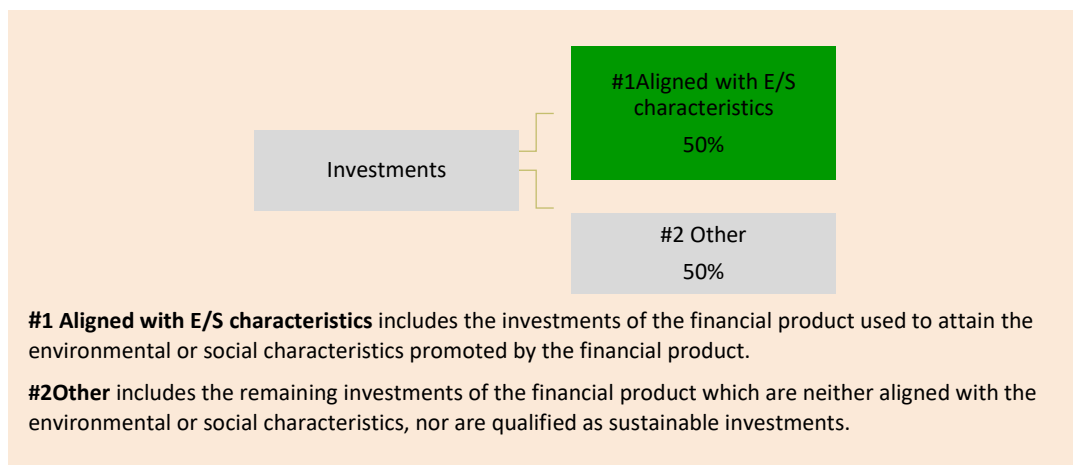 #1Aligned with E/S
characteristics
50%
Investments
#2 Other
50%
#1 Aligned with E/S characteristics includes the investments of the financial product used to attain the
environmental or social characteristics promoted by the financial product.
#2Other includes the remaining investments of the financial product which are neither aligned with the
environmental or social characteristics, nor are qualified as sustainable investments.